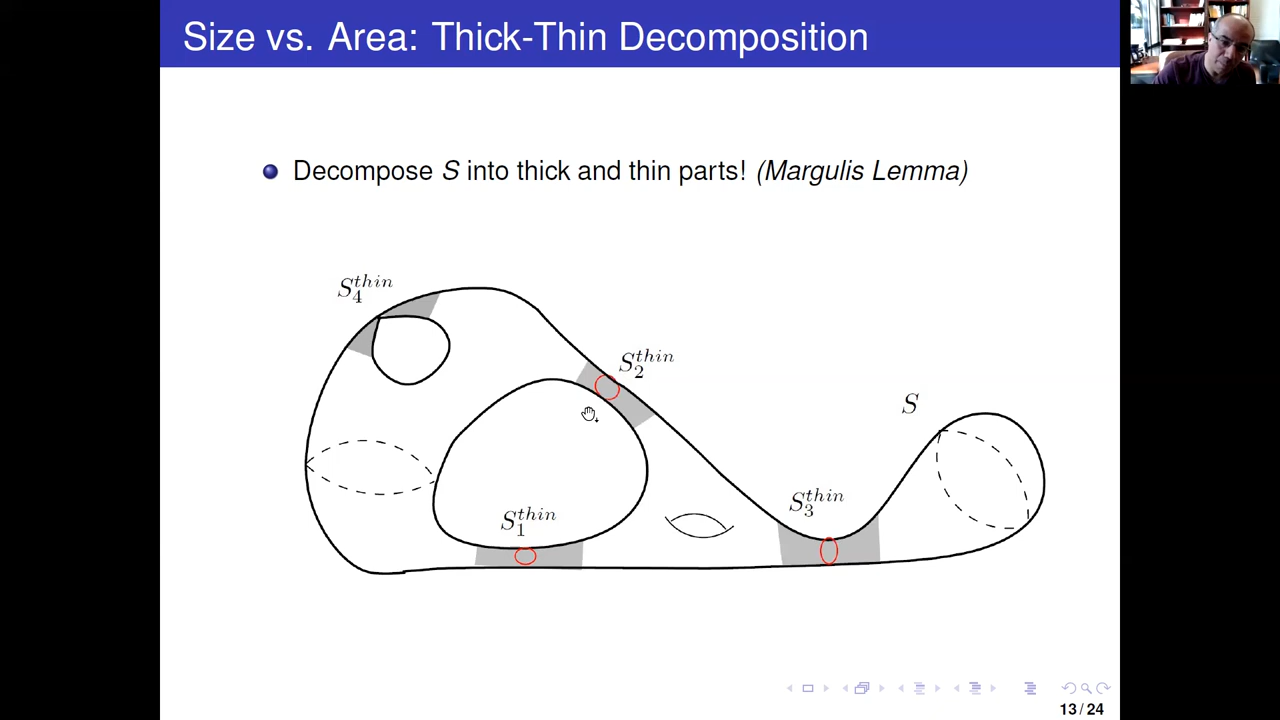 Size vs. Area: Thick-Thin Decomposition
Decompose S into thick and thin parts! (Margulis Lemma)
S_4^{thin}
S_2^{thin}
S
S_3^{thin}
S_1^{thin}
13 / 24